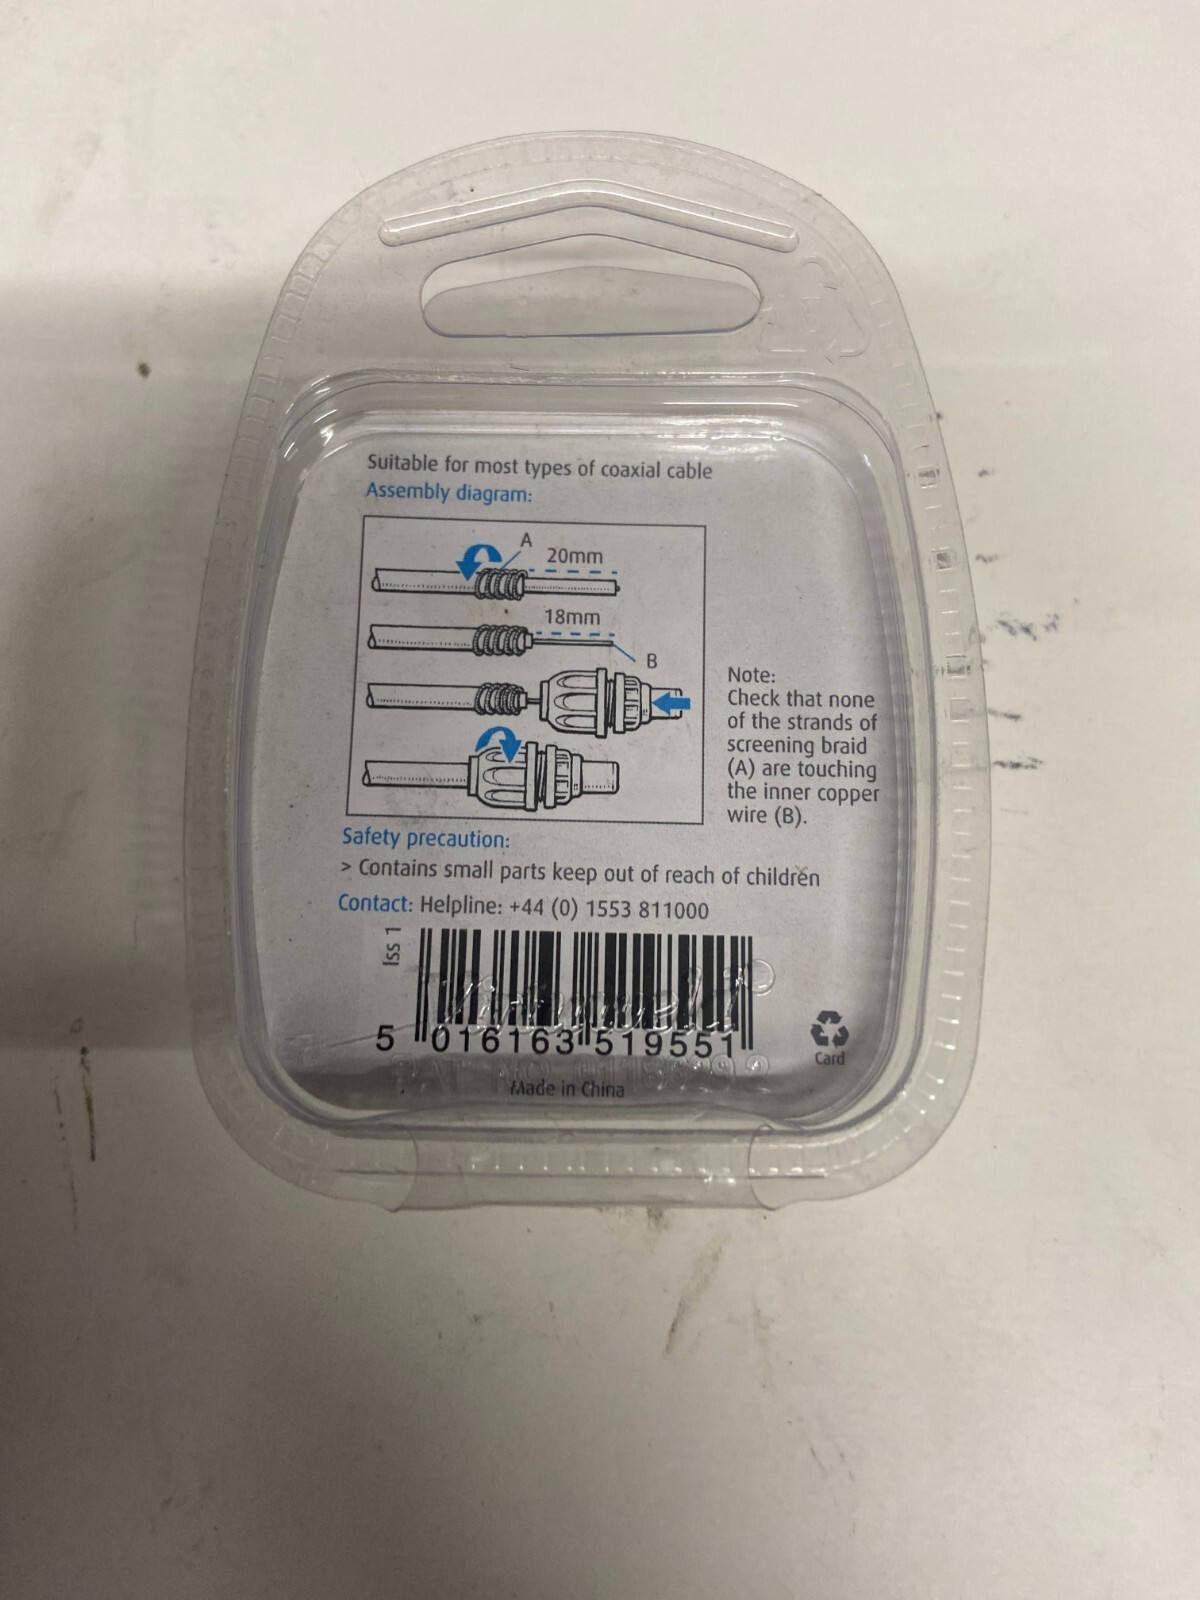 Suitable for most types of coaxial cable
Assembly diagram:
A
20mm
18mm
B
Note:
Check that none
of the strands of
screening braid
(A) are touching
the inner copper
wire (B).
Safety precaution:
> Contains small parts keep out of reach of children
Contact: Helpline: +44 (0) 1553 811000
Iss 1
5 016163 519551
Card
Made in China